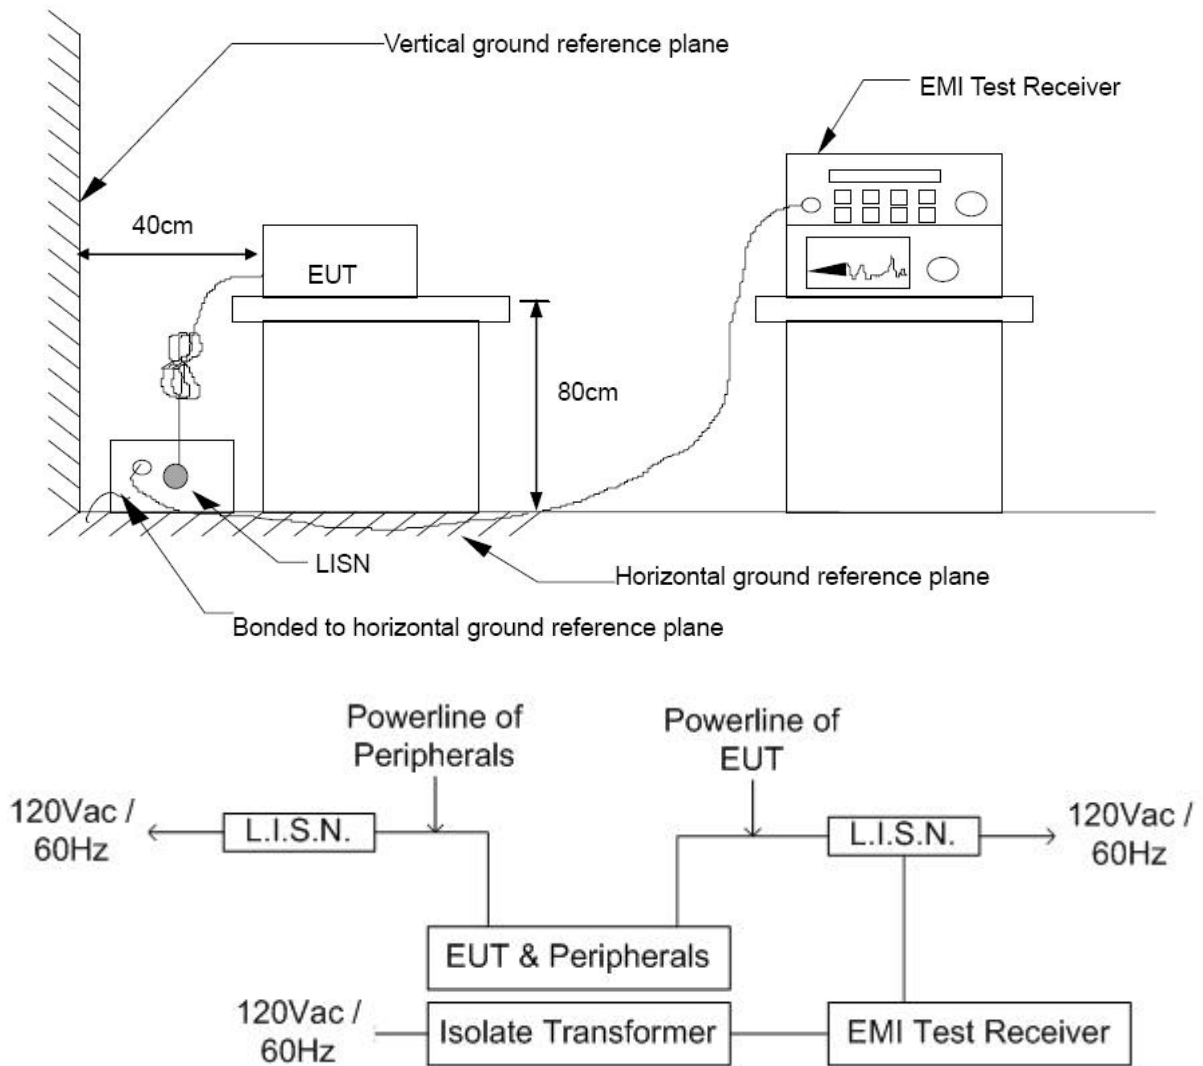 Vertical ground reference plane
EMI Test Receiver
40cm
EUT
80cm
LISN
Horizontal ground reference plane
Bonded to horizontal ground reference plane
Powerline of
Peripherals
Powerline of
EUT
120Vac /
60Hz
L.I.S.N.
L.I.S.N.
120Vac /
60Hz
EUT & Peripherals
120Vac /
60Hz
Isolate Transformer
EMI Test Receiver